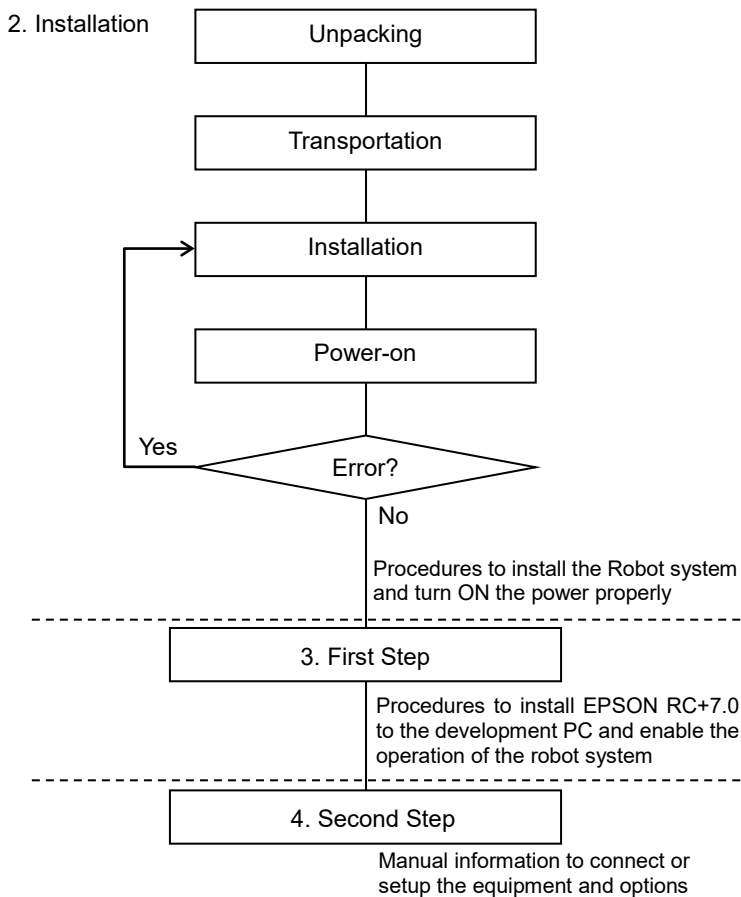 2. Installation
Unpacking
Transportation
Installation
Power-on
Yes
Error?
No
Procedures to install the Robot system
and turn ON the power properly
3. First Step
Procedures to install EPSON RC+7.0
to the development PC and enable the
operation of the robot system
4. Second Step
Manual information to connect or
setup the equipment and options